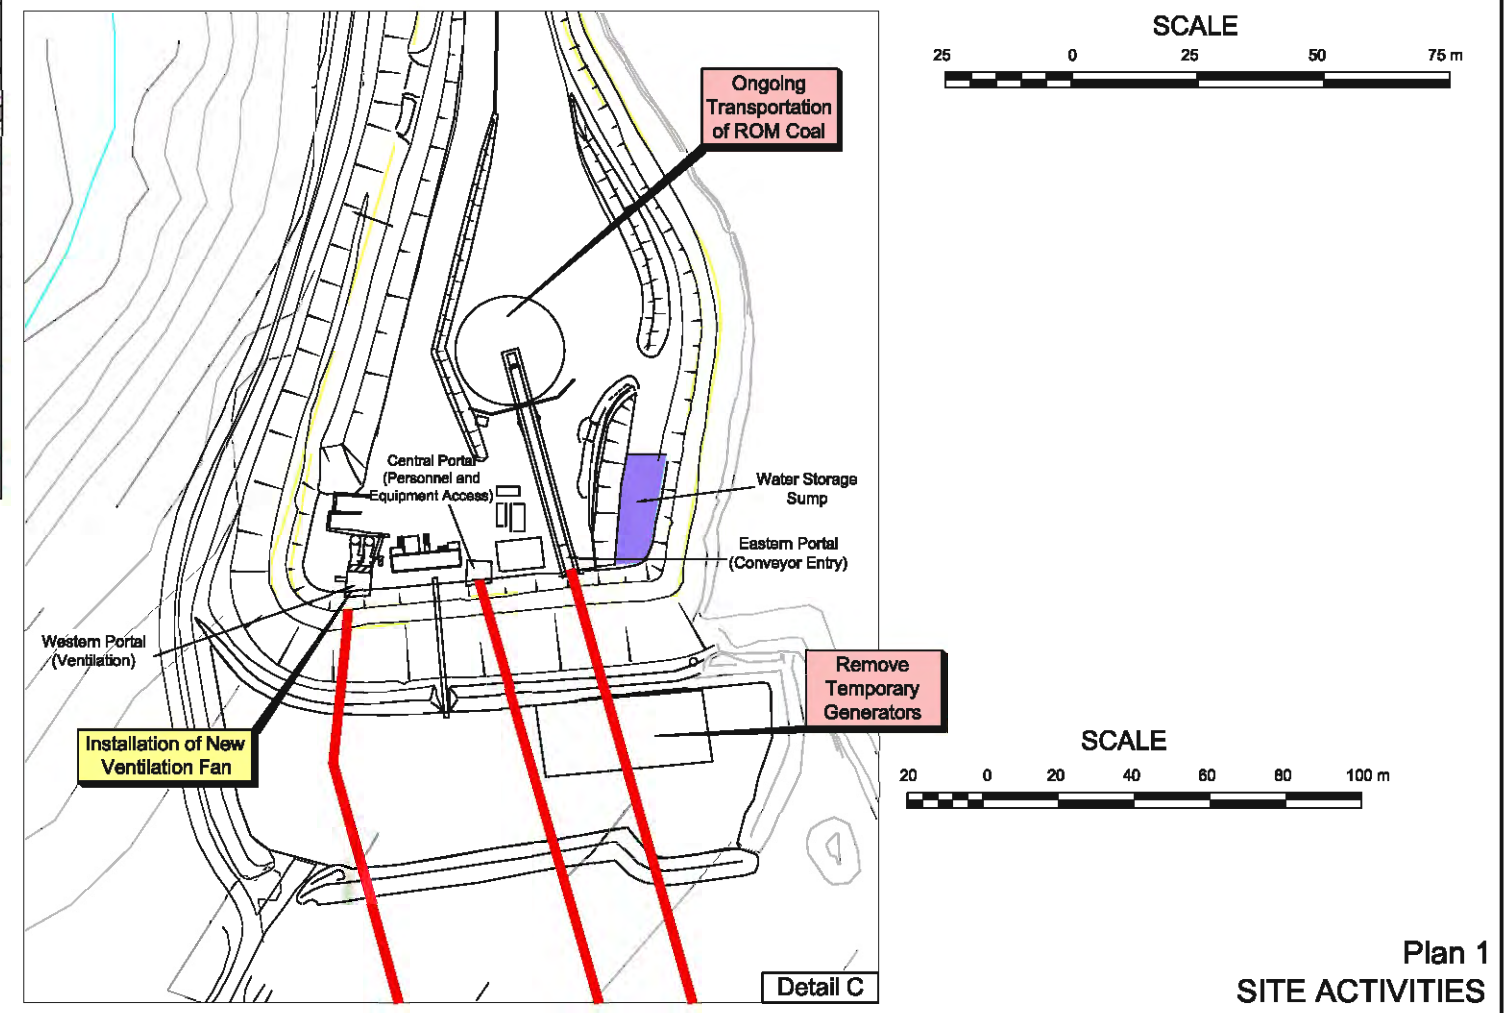 SCALE
25 0 25 50 75 m
Ongoing
Transportation
of ROM Coal
Central Portal
(Personnel and
Equipment Access)
Water Storage
Sump
Eastern Portal
(Conveyor Entry)
Western Portal
(Ventilation)
Remove
Temporary
Generators
Installation of New
Ventilation Fan
SCALE
20 0 20 40 60 80 100 m
Detail C
Plan 1
SITE ACTIVITIES